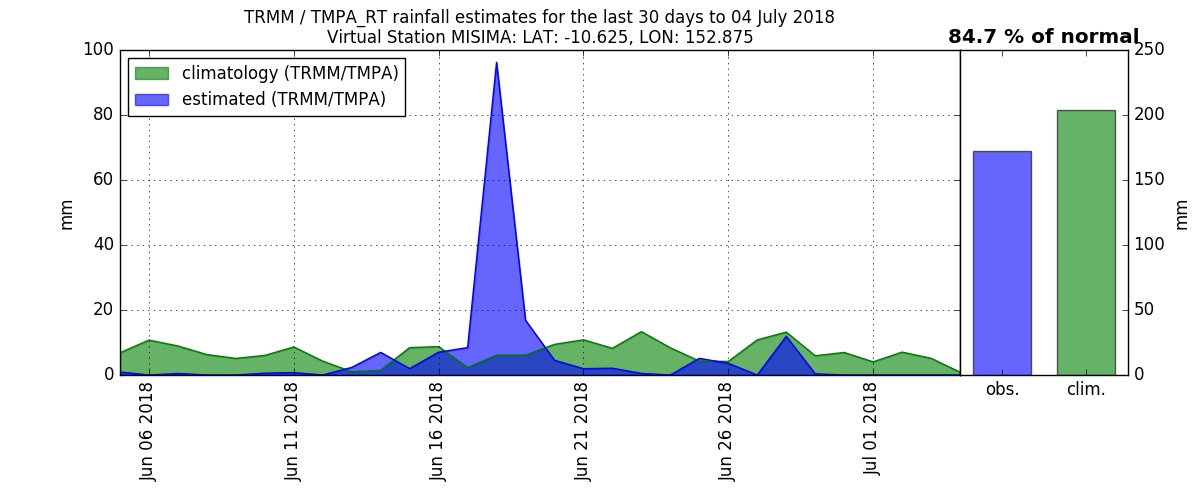 TRMM / TMPA_RT rainfall estimates for the last 30 days to 04 July 2018
Virtual Station MISIMA: LAT: -10.625, LON: 152.875
84.7 % of normal
climatology (TRMM/TMPA)
estimated (TRMM/TMPA)
100
80
60
40
20
0
mm
Jun 06 2018
Jun 11 2018
Jun 16 2018
Jun 21 2018
Jun 26 2018
Jul 01 2018
obs.
clim.
250
200
150
100
50
0
mm